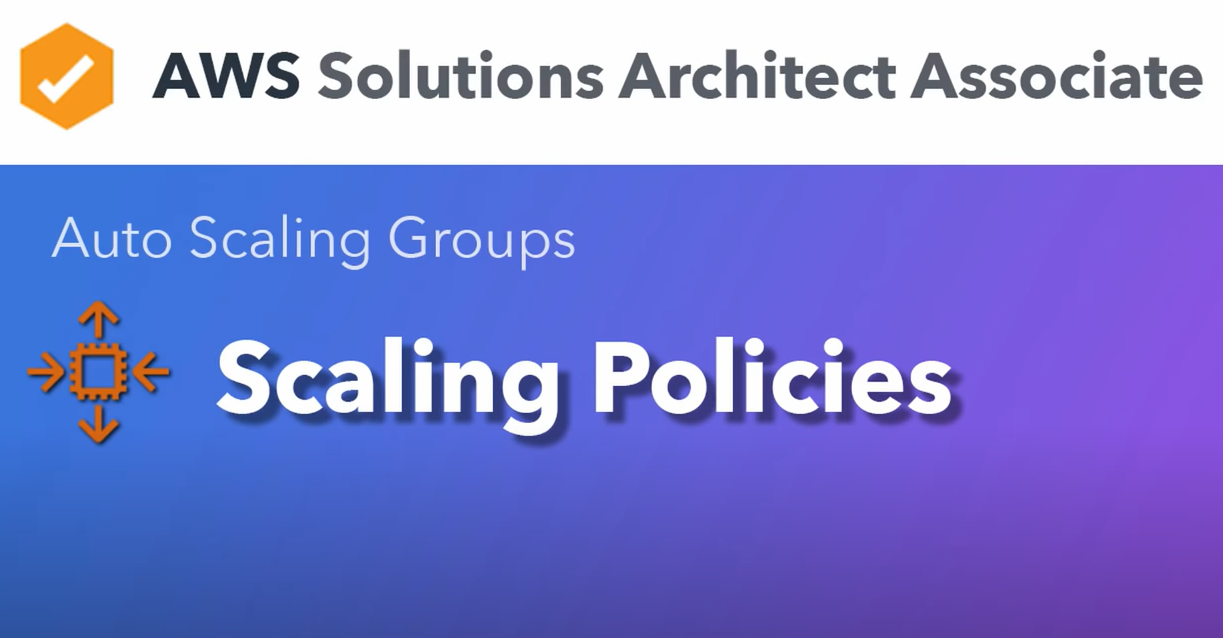 AWS Solutions Architect Associate
Auto Scaling Groups
Scaling Policies